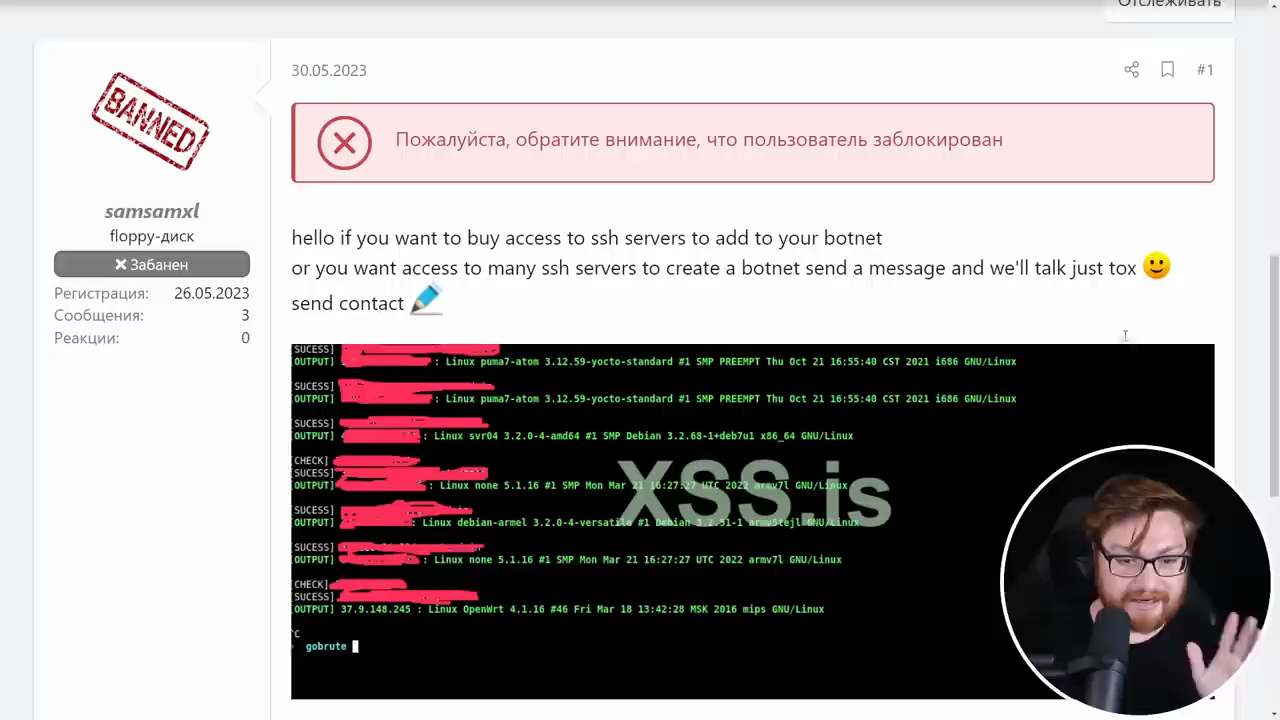 Отслеживать
30.05.2023
#1
BANNED
Пожалуйста, обратите внимание, что пользователь заблокирован
samsamxl
floppy-диск
Забанен
Регистрация: 26.05.2023
Сообщения: 3
Реакции: 0
hello if you want to buy access to ssh servers to add to your botnet
or you want access to many ssh servers to create a botnet send a message and we'll talk just tox
send contact
[SUCESS]
[OUTPUT] : Linux puma7-atom 3.12.59-yocto-standard #1 SMP PREEMPT Thu Oct 21 16:55:40 CST 2021 i686 GNU/Linux
[SUCESS]
[OUTPUT] : Linux puma7-atom 3.12.59-yocto-standard #1 SMP PREEMPT Thu Oct 21 16:55:40 CST 2021 i686 GNU/Linux
[SUCESS]
[OUTPUT] : Linux svr04 3.2.0-4-amd64 #1 SMP Debian 3.2.68-1+deb7u1 x86_64 GNU/Linux
[CHECK]
[SUCESS]
[OUTPUT] : Linux none 5.1.16 #1 SMP Mon Mar 21 16:27:27 UTC 2022 armv7l GNU/Linux
XSS.is
[SUCESS]
[OUTPUT] : Linux debian-armel 3.2.0-4-versatile #1 Debian 3.2.51-1 armv5tejl GNU/Linux
[SUCESS]
[OUTPUT] : Linux none 5.1.16 #1 SMP Mon Mar 21 16:27:27 UTC 2022 armv7l GNU/Linux
[CHECK]
[SUCESS]
[OUTPUT] 37.9.148.245 : Linux OpenWrt 4.1.16 #46 Fri Mar 18 13:42:28 MSK 2016 mips GNU/Linux
^C
gobrute